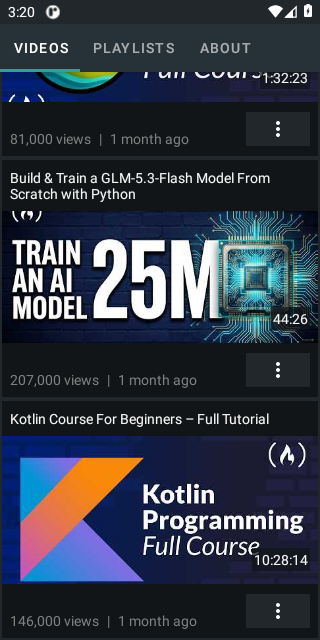 3:20
VIDEOS PLAYLISTS ABOUT
Full Course
1:32:23
81,000 views | 1 month ago
Build & Train a GLM-5.3-Flash Model From
Scratch with Python
TRAIN
AN AI
MODEL
25M
44:26
207,000 views | 1 month ago
Kotlin Course For Beginners – Full Tutorial
Kotlin
Programming
Full Course
10:28:14
146,000 views | 1 month ago